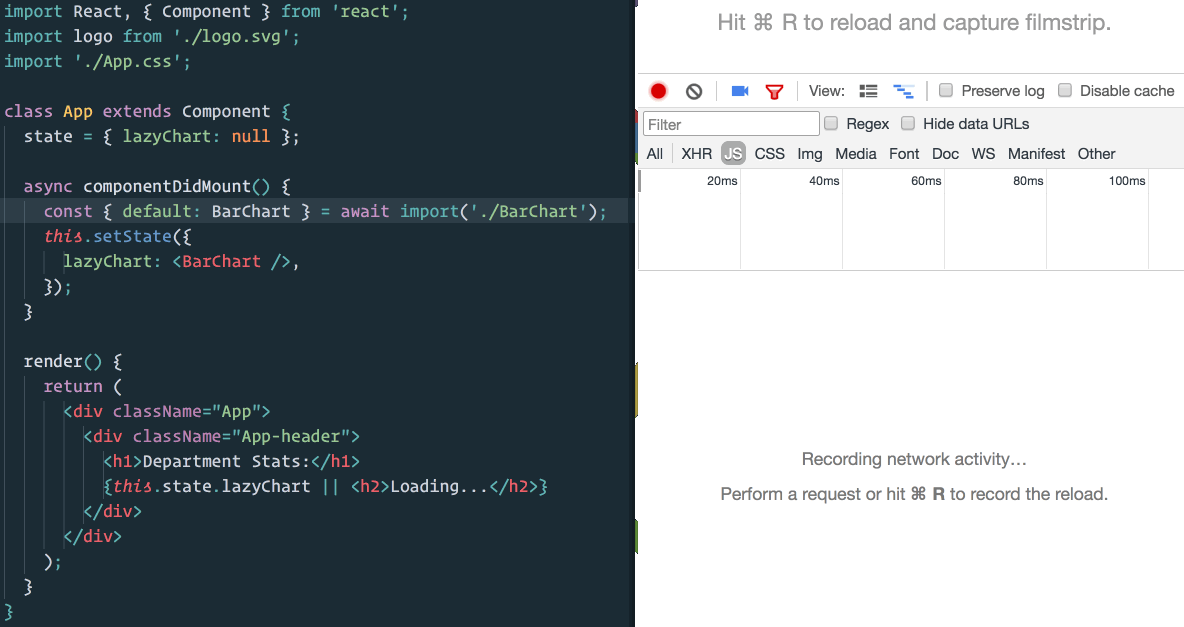 import React, { Component } from 'react';
import logo from './logo.svg';
import './App.css';
class App extends Component {
state = { lazyChart: null };
async componentDidMount() {
const { default: BarChart } = await import('./BarChart');
this.setState({
lazyChart: <BarChart />,
});
}
render() {
return (
<div className="App">
<div className="App-header">
<h1>Department Stats:</h1>
{this.state.lazyChart || <h2>Loading...</h2>}
</div>
</div>
);
}
}
Hit ⌘ R to reload and capture filmstrip.
View: Preserve log Disable cache
Filter Regex Hide data URLs
All XHR JS CSS Img Media Font Doc WS Manifest Other
20ms 40ms 60ms 80ms 100ms
Recording network activity…
Perform a request or hit ⌘ R to record the reload.